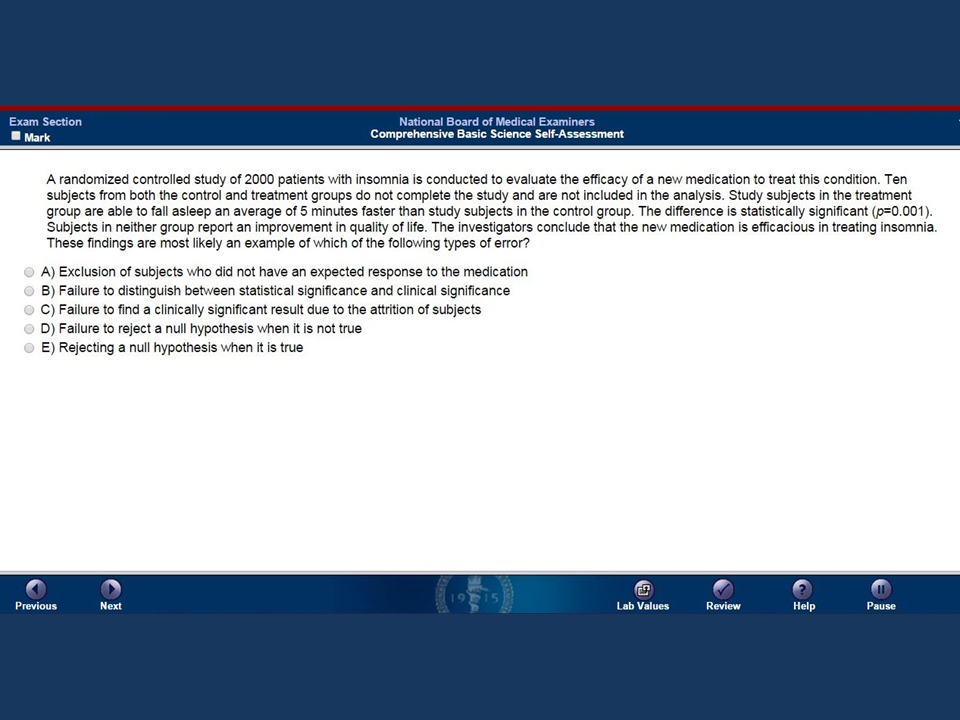 Exam Section
National Board of Medical Examiners
Mark
Comprehensive Basic Science Self-Assessment
A randomized controlled study of 2000 patients with insomnia is conducted to evaluate the efficacy of a new medication to treat this condition. Ten
subjects from both the control and treatment groups do not complete the study and are not included in the analysis. Study subjects in the treatment
group are able to fall asleep an average of 5 minutes faster than study subjects in the control group. The difference is statistically significant (p=0.001).
Subjects in neither group report an improvement in quality of life. The investigators conclude that the new medication is efficacious in treating insomnia.
These findings are most likely an example of which of the following types of error?
A) Exclusion of subjects who did not have an expected response to the medication
B) Failure to distinguish between statistical significance and clinical significance
C) Failure to find a clinically significant result due to the attrition of subjects
D) Failure to reject a null hypothesis when it is not true
E) Rejecting a null hypothesis when it is true
1915
Previous
Next
Lab Values
Review
Help
Pause